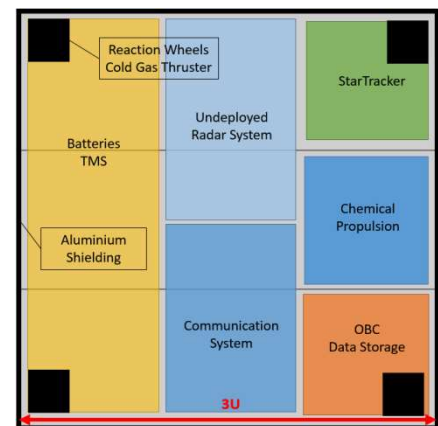 Reaction Wheels
Cold Gas Thruster
StarTracker
Undeployed
Radar System
Batteries
TMS
Chemical
Propulsion
Aluminium
Shielding
Communication
System
OBC
Data Storage
3U